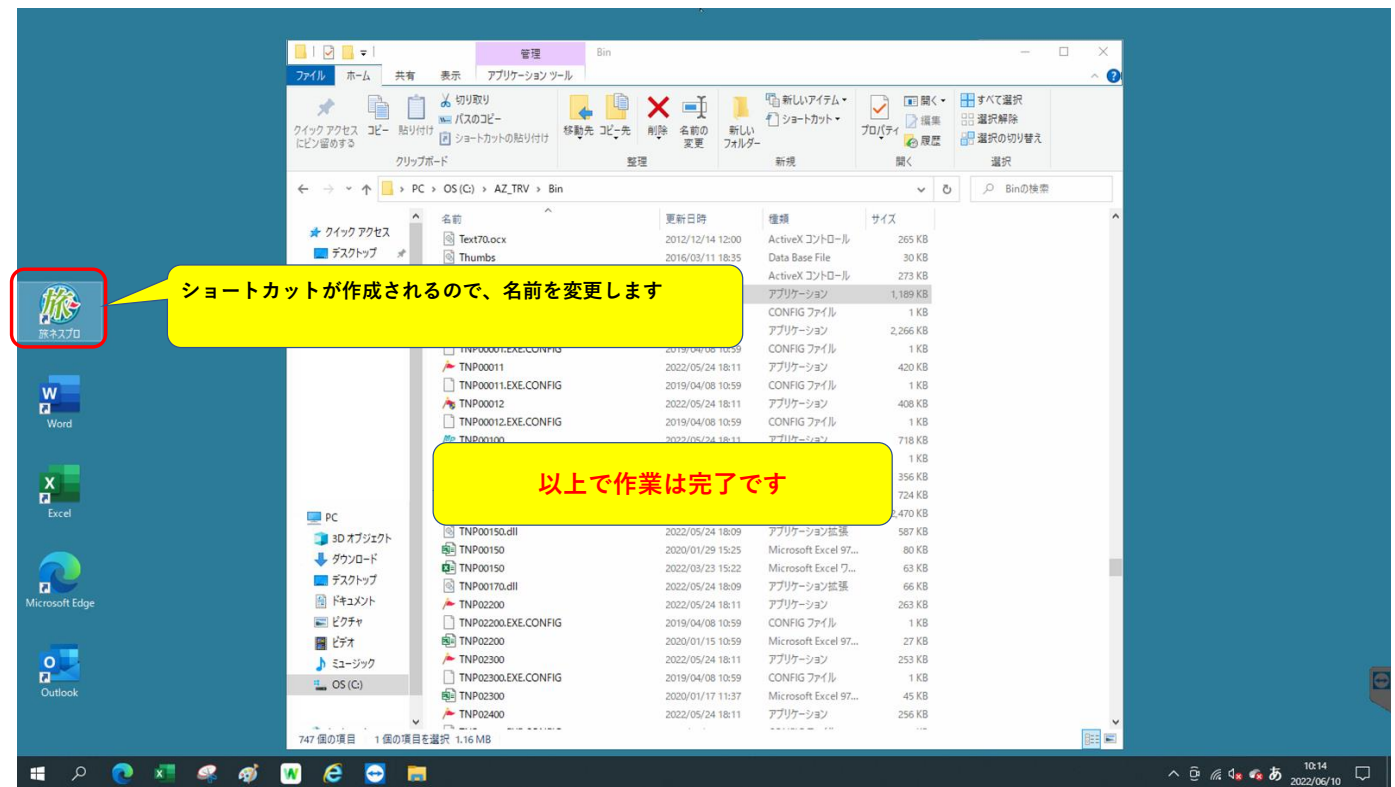 管理
Bin
ファイル
ホーム
共有
表示
アプリケーション ツール
クイック アクセス
にピン留めする
コピー
貼り付け
切り取り
パスのコピー
ショートカットの貼り付け
クリップボード
移動先
コピー先
削除
名前の
変更
新しい
フォルダー
整理
新しいアイテム
ショートカット
新規
プロパティ
開く
編集
履歴
開く
すべて選択
選択解除
選択の切り替え
選択
PC > OS (C:) > AZ_TRV > Bin
Binの検索
クイック アクセス
デスクトップ
PC
3D オブジェクト
ダウンロード
デスクトップ
ドキュメント
ピクチャ
ビデオ
ミュージック
OS (C:)
名前 更新日時 種類 サイズ
Text70.ocx 2012/12/14 12:00 ActiveX コントロール 265 KB
Thumbs 2016/03/11 18:35 Data Base File 30 KB
ActiveX コントロール 273 KB
アプリケーション 1,189 KB
CONFIG ファイル 1 KB
アプリケーション 2,266 KB
TNP00001.EXE.CONFIG 2019/04/08 10:59 CONFIG ファイル 1 KB
TNP00011 2022/05/24 18:11 アプリケーション 420 KB
TNP00011.EXE.CONFIG 2019/04/08 10:59 CONFIG ファイル 1 KB
TNP00012 2022/05/24 18:11 アプリケーション 408 KB
TNP00012.EXE.CONFIG 2019/04/08 10:59 CONFIG ファイル 1 KB
TNP00100 2022/05/24 18:11 アプリケーション 718 KB
1 KB
356 KB
724 KB
2,470 KB
TNP00150.dll 2022/05/24 18:09 アプリケーション拡張 587 KB
TNP00150 2020/01/29 15:25 Microsoft Excel 97... 80 KB
TNP00150 2022/03/23 15:22 Microsoft Excel ワ... 63 KB
TNP00170.dll 2022/05/24 18:09 アプリケーション拡張 66 KB
TNP02200 2022/05/24 18:11 アプリケーション 263 KB
TNP02200.EXE.CONFIG 2019/04/08 10:59 CONFIG ファイル 1 KB
TNP02200 2020/01/15 10:59 Microsoft Excel 97... 27 KB
TNP02300 2022/05/24 18:11 アプリケーション 253 KB
TNP02300.EXE.CONFIG 2019/04/08 10:59 CONFIG ファイル 1 KB
TNP02300 2020/01/17 11:37 Microsoft Excel 97... 45 KB
TNP02400 2022/05/24 18:11 アプリケーション 256 KB
747 個の項目 1 個の項目を選択 1.16 MB
ショートカットが作成されるので、名前を変更します
以上で作業は完了です
旅
旅ネスプロ
Word
Excel
Microsoft Edge
Outlook
あ
10:14
2022/06/10